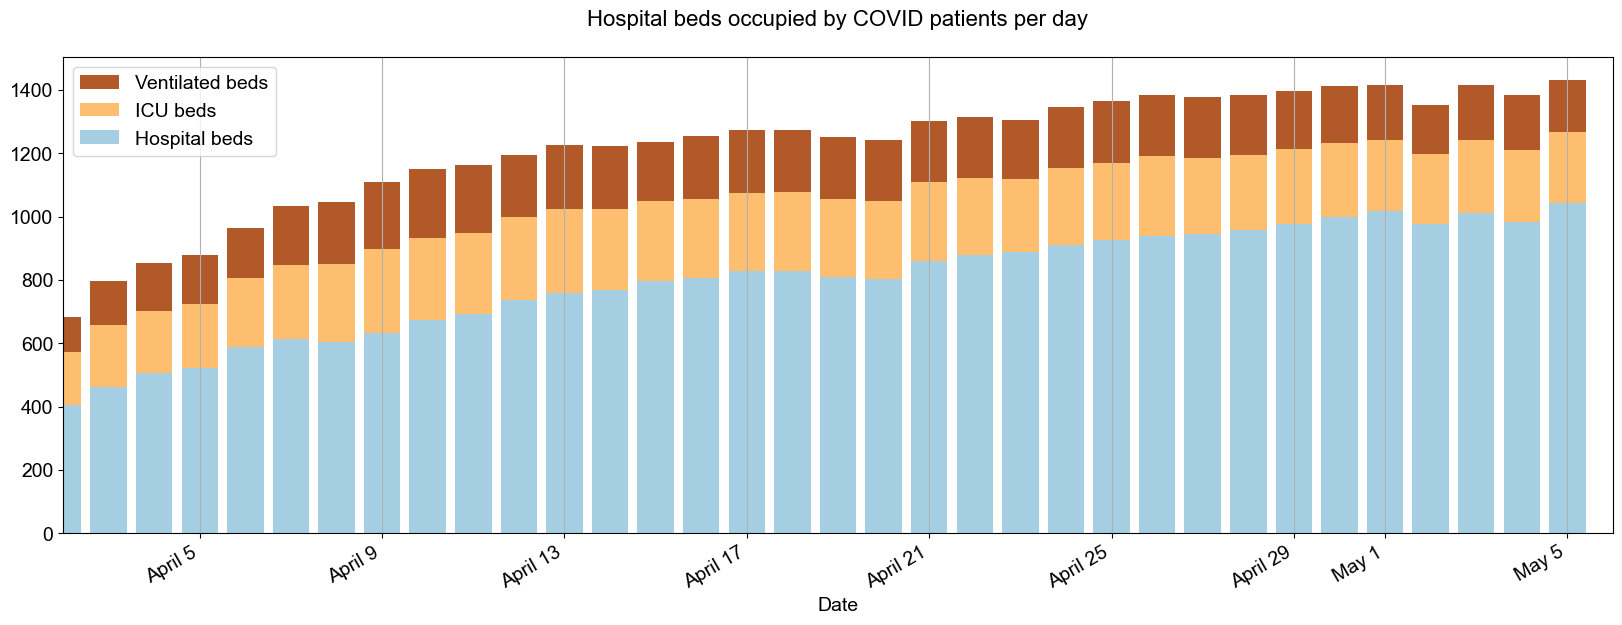 Hospital beds occupied by COVID patients per day
Ventilated beds
ICU beds
Hospital beds
1400
1200
1000
800
600
400
200
0
April 5
April 9
April 13
April 17
April 21
April 25
April 29
May 1
May 5
Date